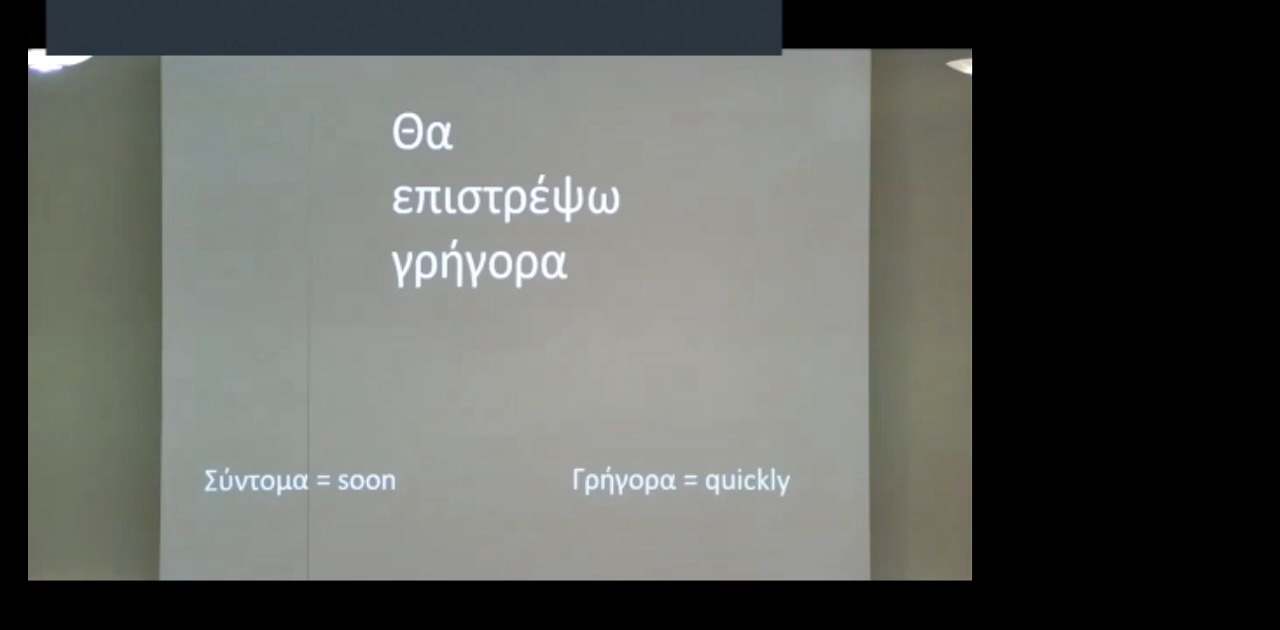 Θα
επιστρέψω
γρήγορα
Σύντομα = soon
Γρήγορα = quickly